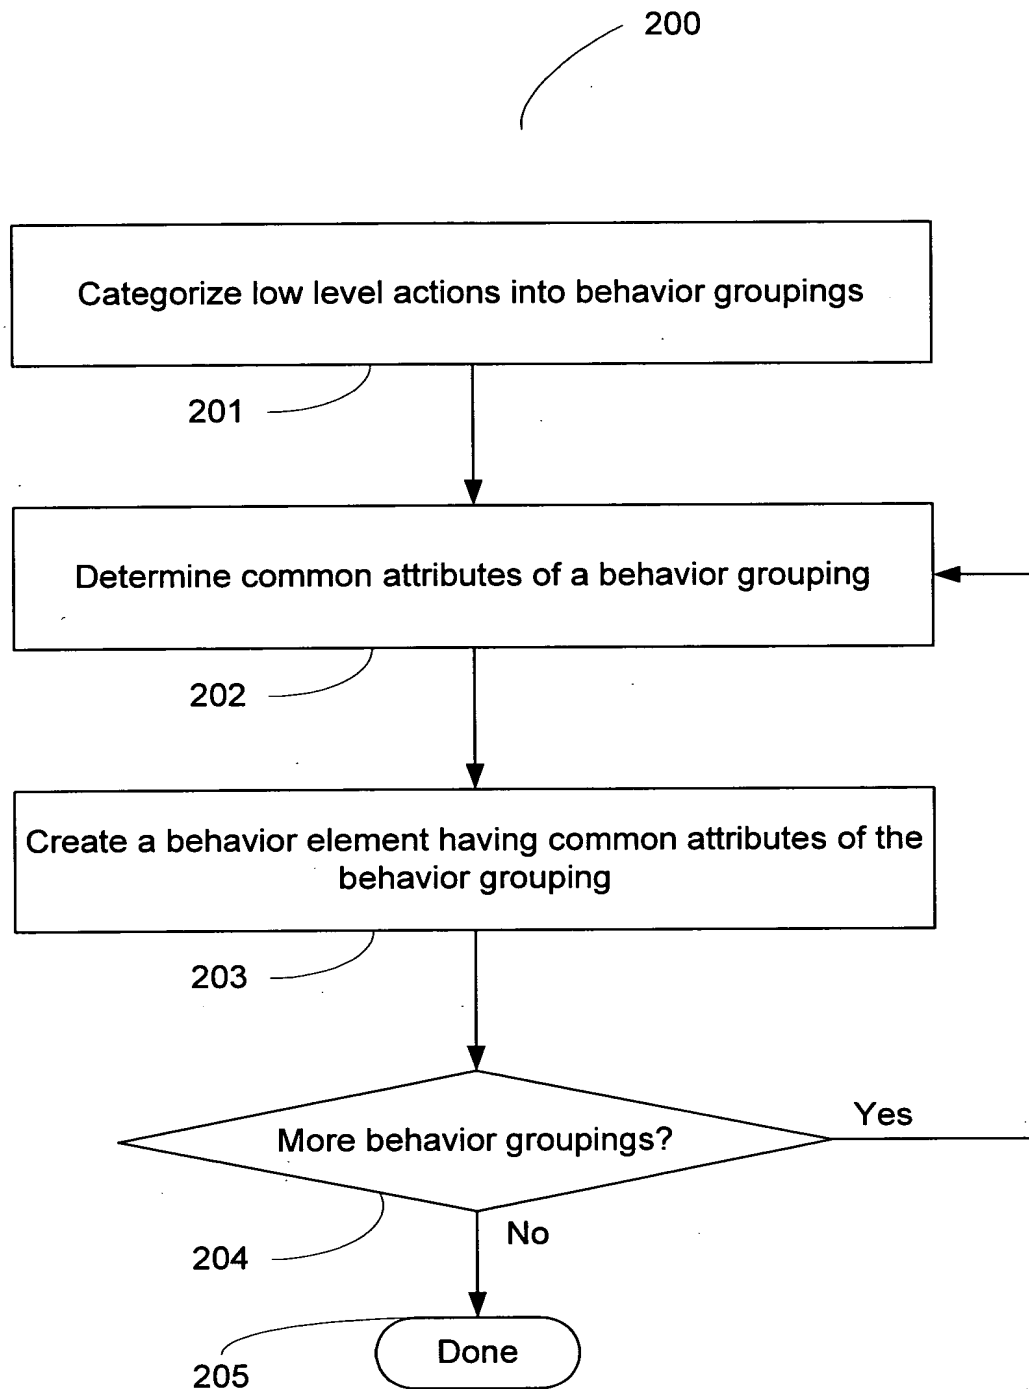 200
Categorize low level actions into behavior groupings
201
Determine common attributes of a behavior grouping
202
Create a behavior element having common attributes of the
behavior grouping
203
More behavior groupings?
Yes
204
No
Done
205